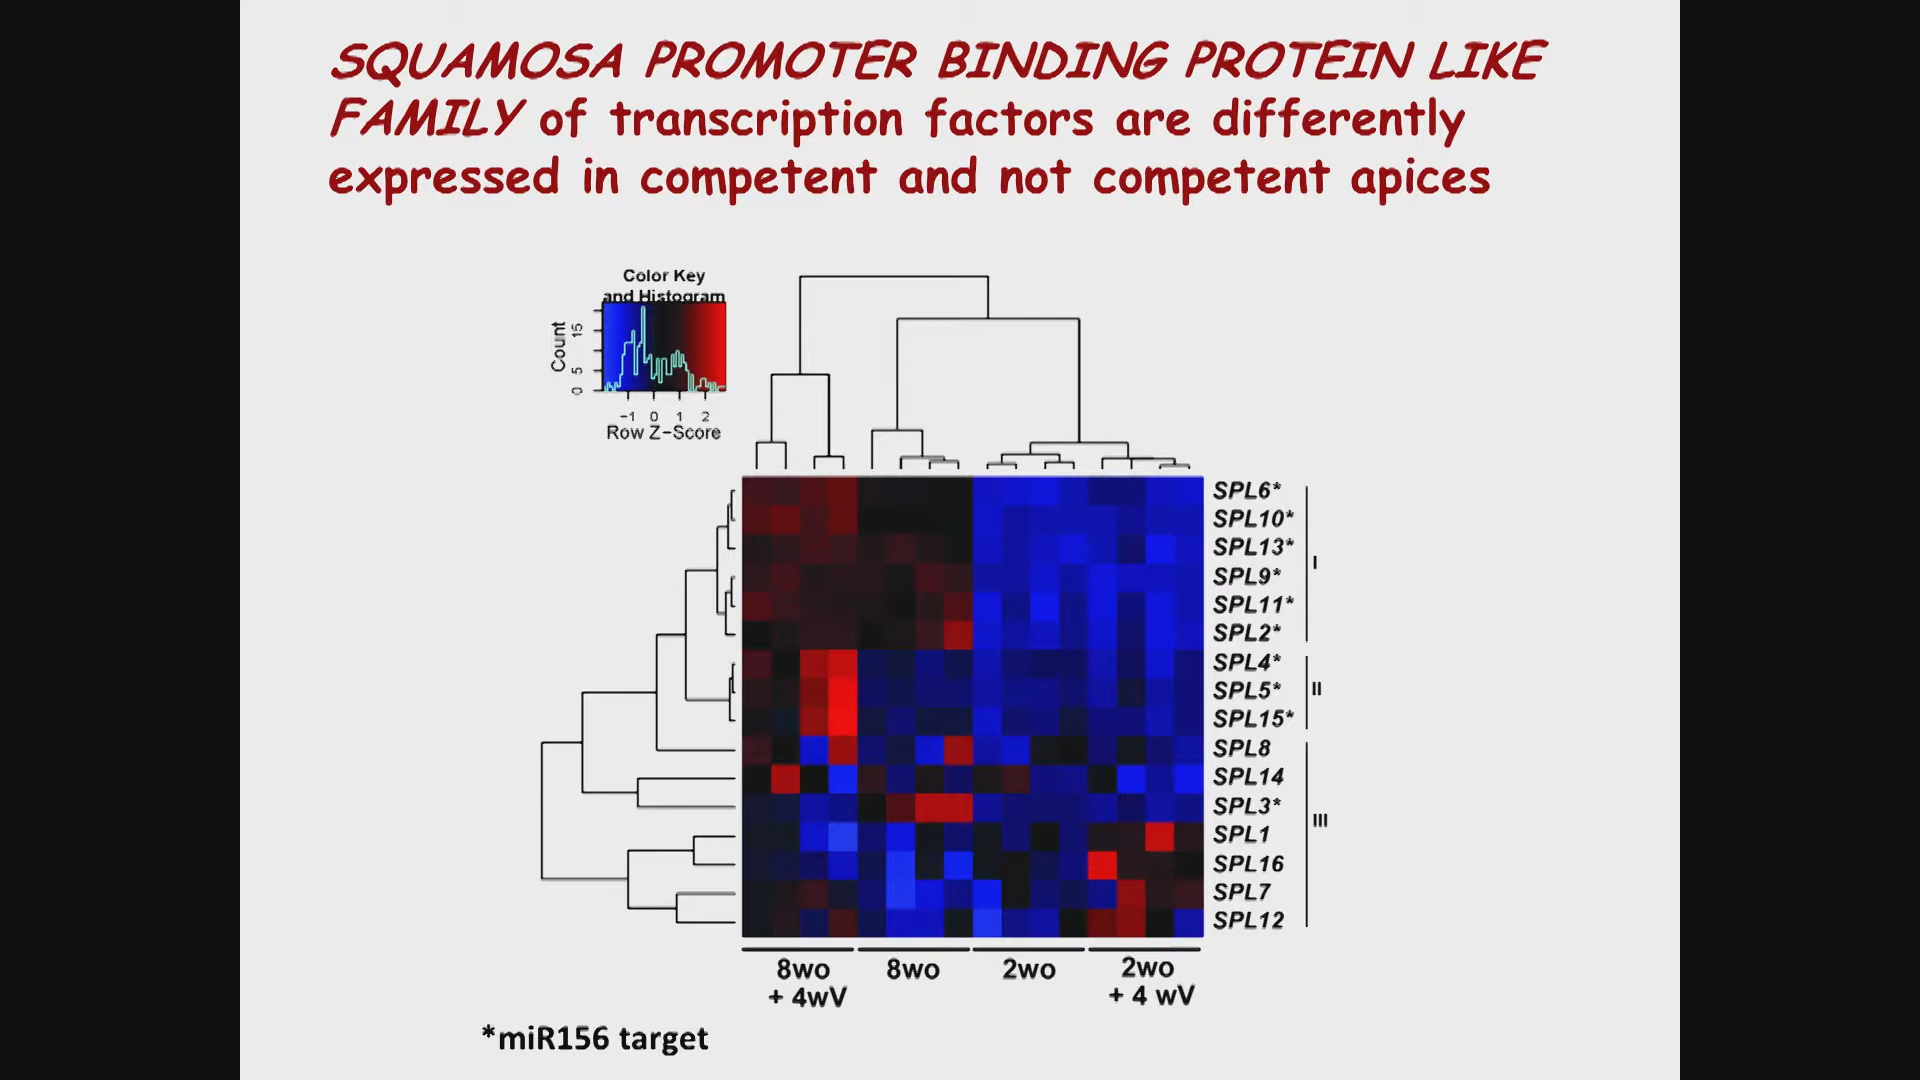 SQUAMOSA PROMOTER BINDING PROTEIN LIKE
FAMILY of transcription factors are differently
expressed in competent and not competent apices
Color Key
and Histogram
Count
0 5 15
−1 0 1 2
Row Z−Score
SPL6*
SPL10*
SPL13*
SPL9*
SPL11*
SPL2*
I
SPL4*
SPL5*
SPL15*
II
SPL8
SPL14
SPL3*
SPL1
SPL16
SPL7
SPL12
III
8wo
+ 4wV
8wo
2wo
2wo
+ 4 wV
*miR156 target